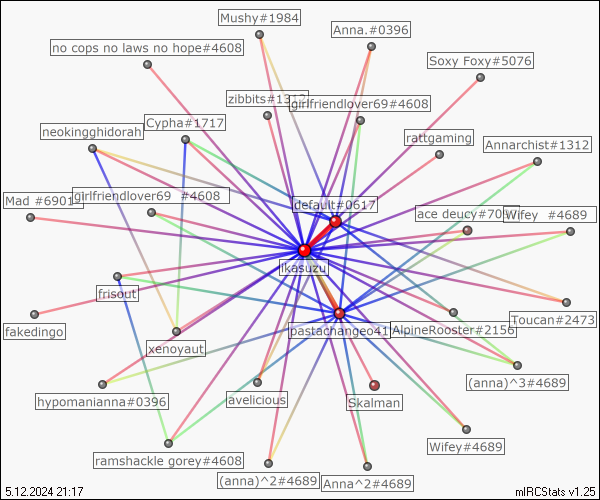 Mushy#1984
Anna.#0396
no cops no laws no hope#4608
Soxy Foxy#5076
zibbits#1312
girlfriendlover69#4608
Cypha#1717
neokingghidorah
rattgaming
Annarchist#1312
Mad #6901
girlfriendlover69 #4608
default#0617
ace deucy#70
Wifey #4689
ikasuzu
frisout
fakedingo
xenoyaut
pastachangeo41
AlpineRooster#2156
Toucan#2473
(anna)^3#4689
hypomanianna#0396
avelicious
Skalman
Wifey#4689
ramshackle gorey#4608
(anna)^2#4689
Anna^2#4689
5.12.2024 21:17
mIRCStats v1.25